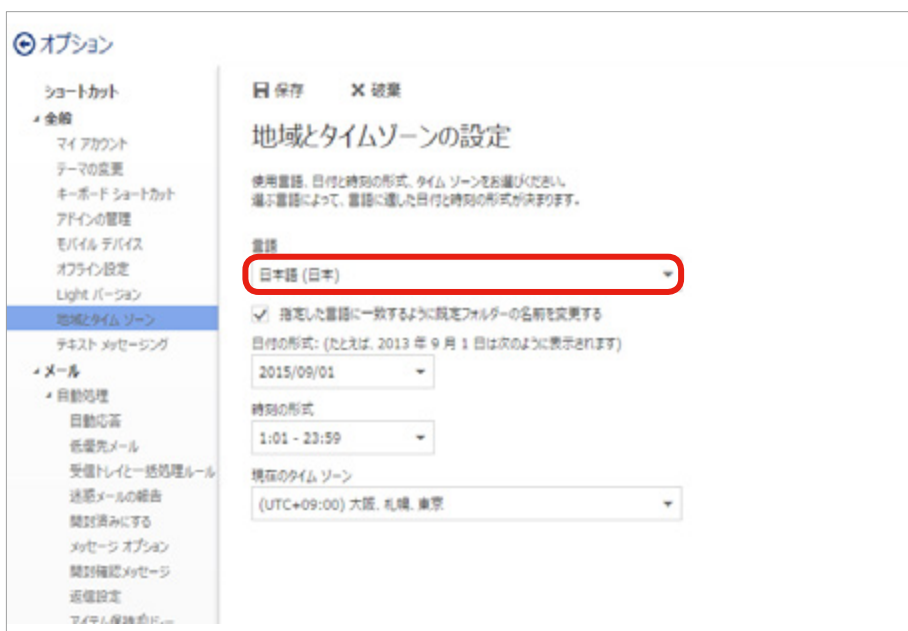 オプション
ショートカット
全般
マイ アカウント
テーマの変更
キーボード ショートカット
アドインの管理
モバイル デバイス
オフライン設定
Light バージョン
地域とタイム ゾーン
テキスト メッセージング
メール
自動処理
自動応答
低優先メール
受信トレイと一括処理ルール
迷惑メールの報告
開封済みにする
メッセージ オプション
開封確認メッセージ
返信設定
アイテム保持ポリシー
保存
破棄
地域とタイムゾーンの設定
使用言語、日付と時刻の形式、タイム ゾーンをお選びください。
選ぶ言語によって、言語に適した日付と時刻の形式が決まります。
言語
日本語 (日本)
指定した言語に一致するように既定フォルダーの名前を変更する
日付の形式: (たとえば、2013 年 9 月 1 日は次のように表示されます)
2015/09/01
時刻の形式
1:01 - 23:59
現在のタイム ゾーン
(UTC+09:00) 大阪、札幌、東京